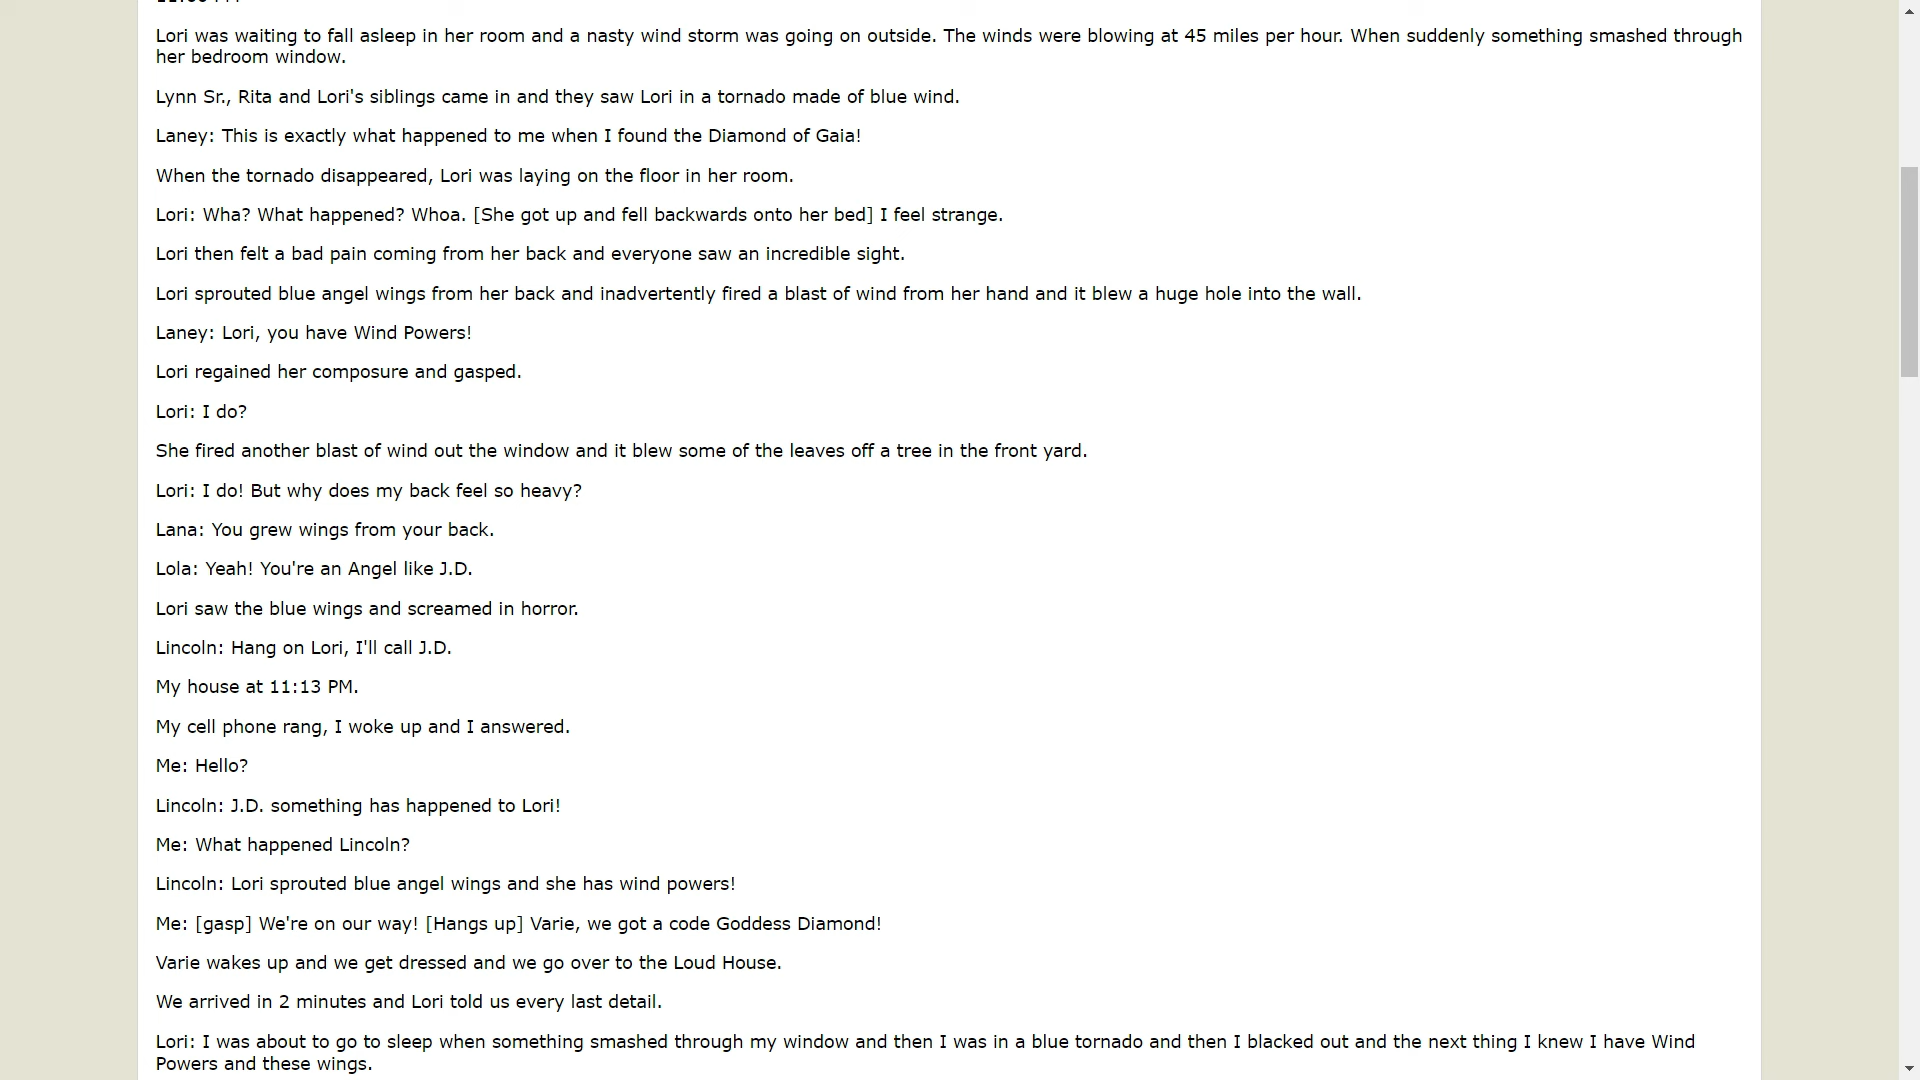 Lori was waiting to fall asleep in her room and a nasty wind storm was going on outside. The winds were blowing at 45 miles per hour. When suddenly something smashed through
her bedroom window.
Lynn Sr., Rita and Lori's siblings came in and they saw Lori in a tornado made of blue wind.
Laney: This is exactly what happened to me when I found the Diamond of Gaia!
When the tornado disappeared, Lori was laying on the floor in her room.
Lori: Wha? What happened? Whoa. [She got up and fell backwards onto her bed] I feel strange.
Lori then felt a bad pain coming from her back and everyone saw an incredible sight.
Lori sprouted blue angel wings from her back and inadvertently fired a blast of wind from her hand and it blew a huge hole into the wall.
Laney: Lori, you have Wind Powers!
Lori regained her composure and gasped.
Lori: I do?
She fired another blast of wind out the window and it blew some of the leaves off a tree in the front yard.
Lori: I do! But why does my back feel so heavy?
Lana: You grew wings from your back.
Lola: Yeah! You're an Angel like J.D.
Lori saw the blue wings and screamed in horror.
Lincoln: Hang on Lori, I'll call J.D.
My house at 11:13 PM.
My cell phone rang, I woke up and I answered.
Me: Hello?
Lincoln: J.D. something has happened to Lori!
Me: What happened Lincoln?
Lincoln: Lori sprouted blue angel wings and she has wind powers!
Me: [gasp] We're on our way! [Hangs up] Varie, we got a code Goddess Diamond!
Varie wakes up and we get dressed and we go over to the Loud House.
We arrived in 2 minutes and Lori told us every last detail.
Lori: I was about to go to sleep when something smashed through my window and then I was in a blue tornado and then I blacked out and the next thing I knew I have Wind
Powers and these wings.